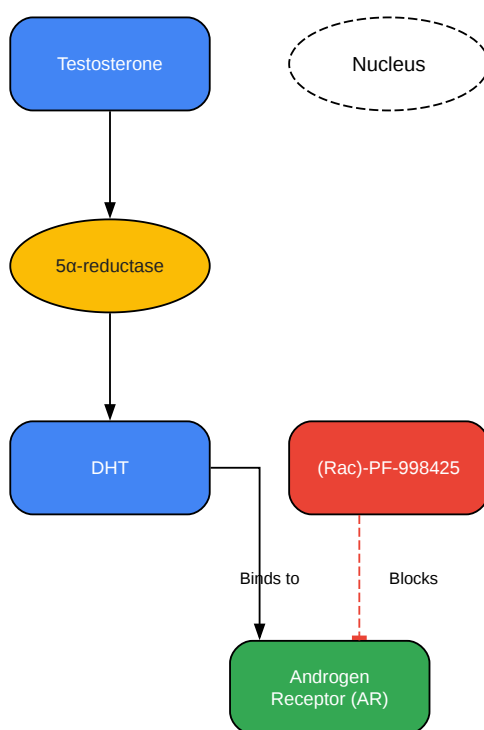 Testosterone
Nucleus
5α-reductase
DHT
(Rac)-PF-998425
Binds to
Blocks
Androgen
Receptor (AR)